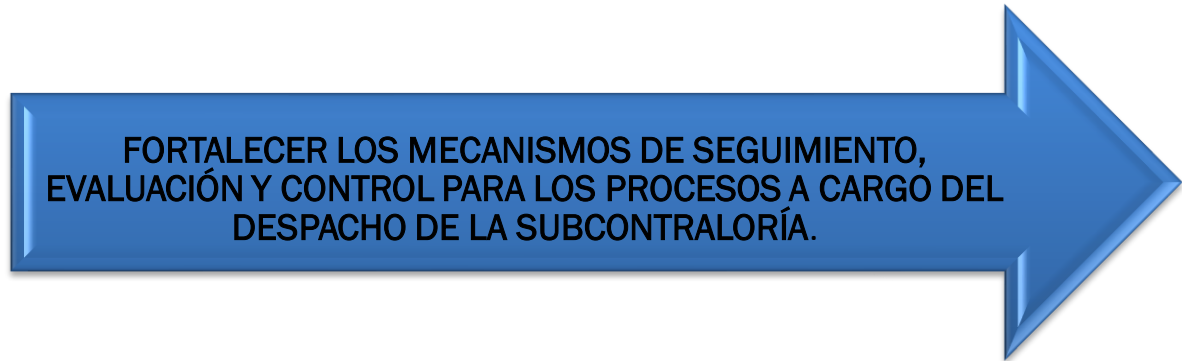 FORTALECER LOS MECANISMOS DE SEGUIMIENTO,
EVALUACIÓN Y CONTROL PARA LOS PROCESOS A CARGO DEL
DESPACHO DE LA SUBCONTRALORÍA.